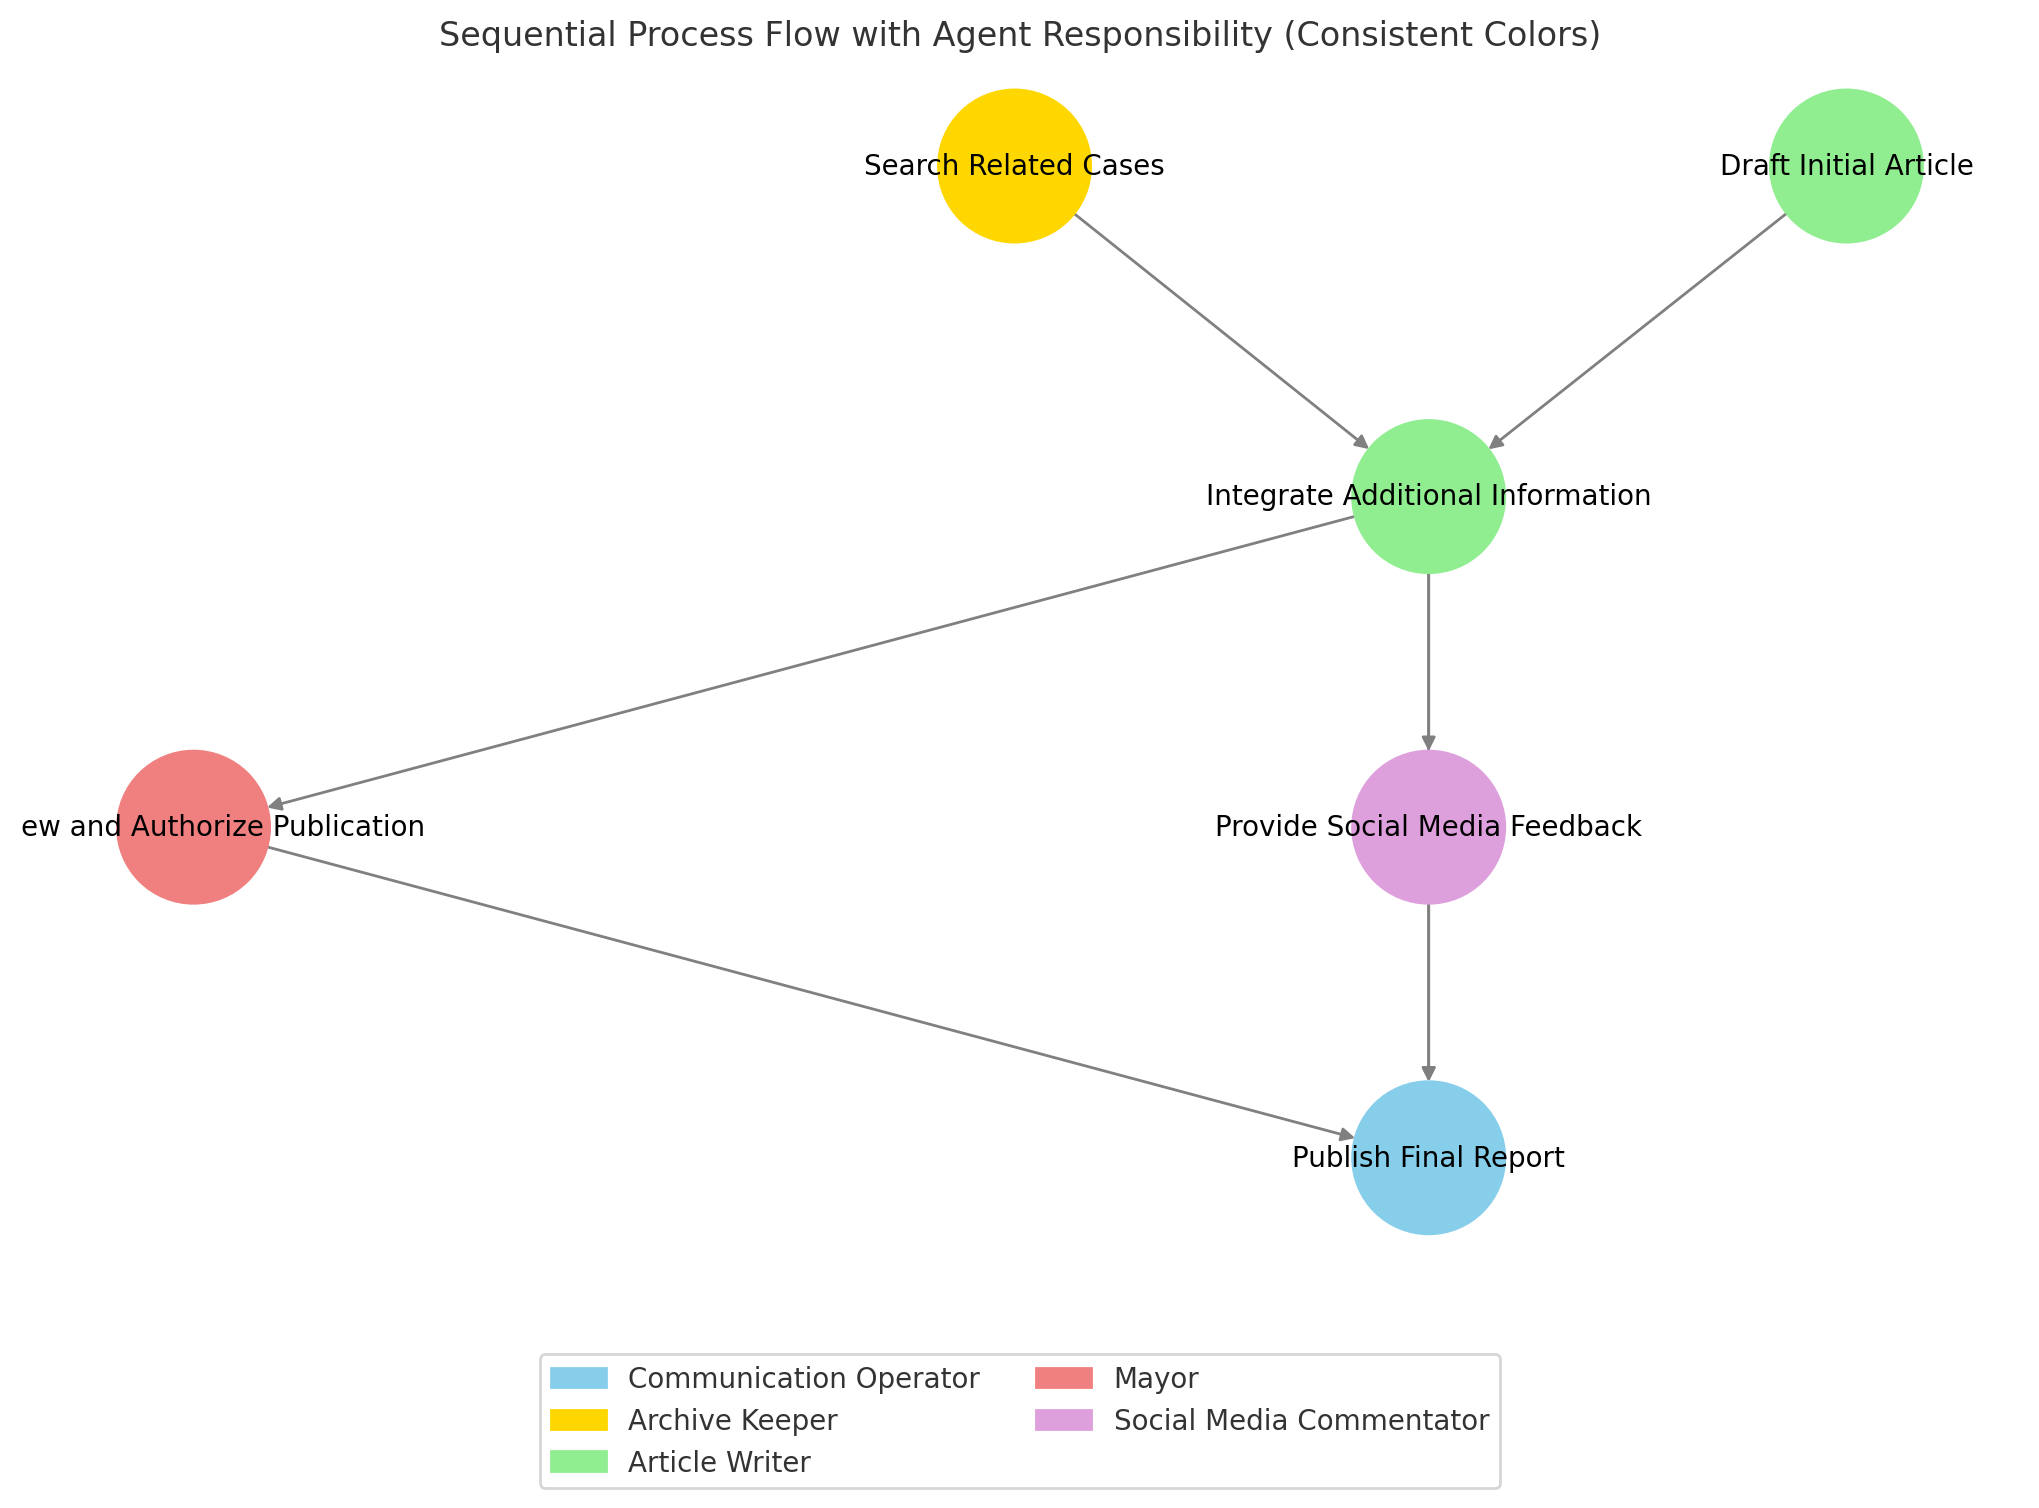 Sequential Process Flow with Agent Responsibility (Consistent Colors)
Search Related Cases
Draft Initial Article
Integrate Additional Information
ew and Authorize Publication
Provide Social Media Feedback
Publish Final Report
Communication Operator
Archive Keeper
Article Writer
Mayor
Social Media Commentator